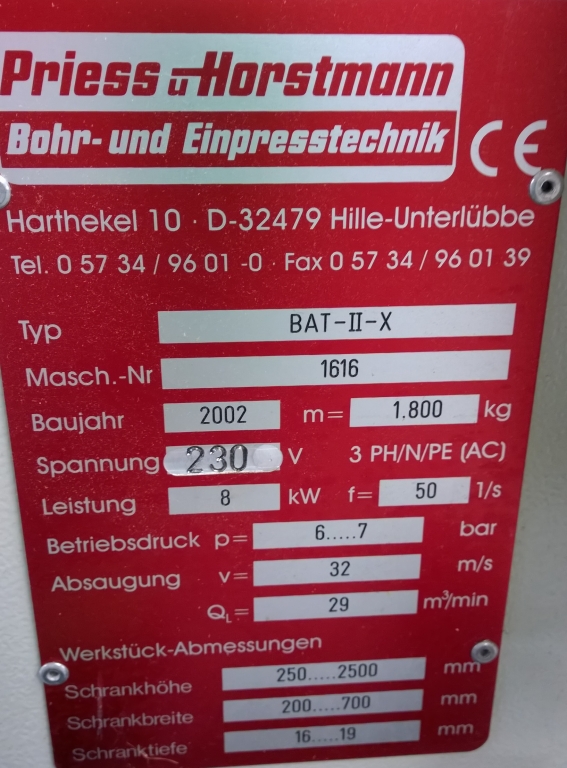 Priess u Horstmann
Bohr- und Einpresstechnik CE
Harthekel 10 · D-32479 Hille-Unterlübbe
Tel. 0 57 34 / 96 01 -0 · Fax 0 57 34 / 96 01 39
Typ BAT-II-X
Masch.-Nr 1616
Baujahr 2002 m= 1.800 kg
Spannung 230 V 3 PH/N/PE (AC)
Leistung 8 kW f= 50 1/s
Betriebsdruck p= 6.....7 bar
Absaugung v= 32 m/s
QL= 29 m³/min
Werkstück-Abmessungen
Schrankhöhe 250.....2500 mm
Schrankbreite 200.....700 mm
Schranktiefe 16.....19 mm